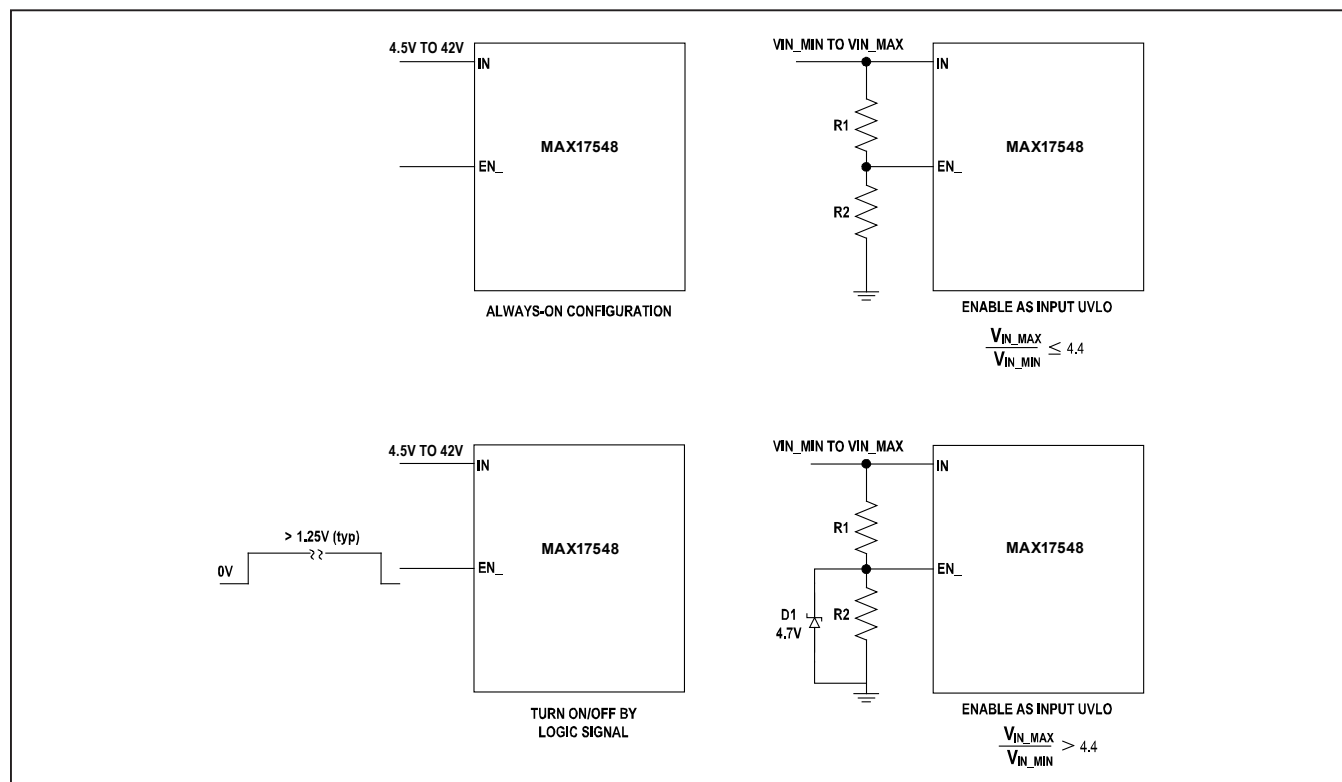 4.5V TO 42V
IN
MAX17548
EN_
ALWAYS-ON CONFIGURATION
VIN_MIN TO VIN_MAX
IN
R1
MAX17548
EN_
R2
ENABLE AS INPUT UVLO
VIN_MAX
VIN_MIN
≤ 4.4
4.5V TO 42V
IN
> 1.25V (typ)
MAX17548
0V
EN_
TURN ON/OFF BY
LOGIC SIGNAL
VIN_MIN TO VIN_MAX
IN
R1
MAX17548
EN_
D1
4.7V
R2
ENABLE AS INPUT UVLO
VIN_MAX
VIN_MIN
> 4.4